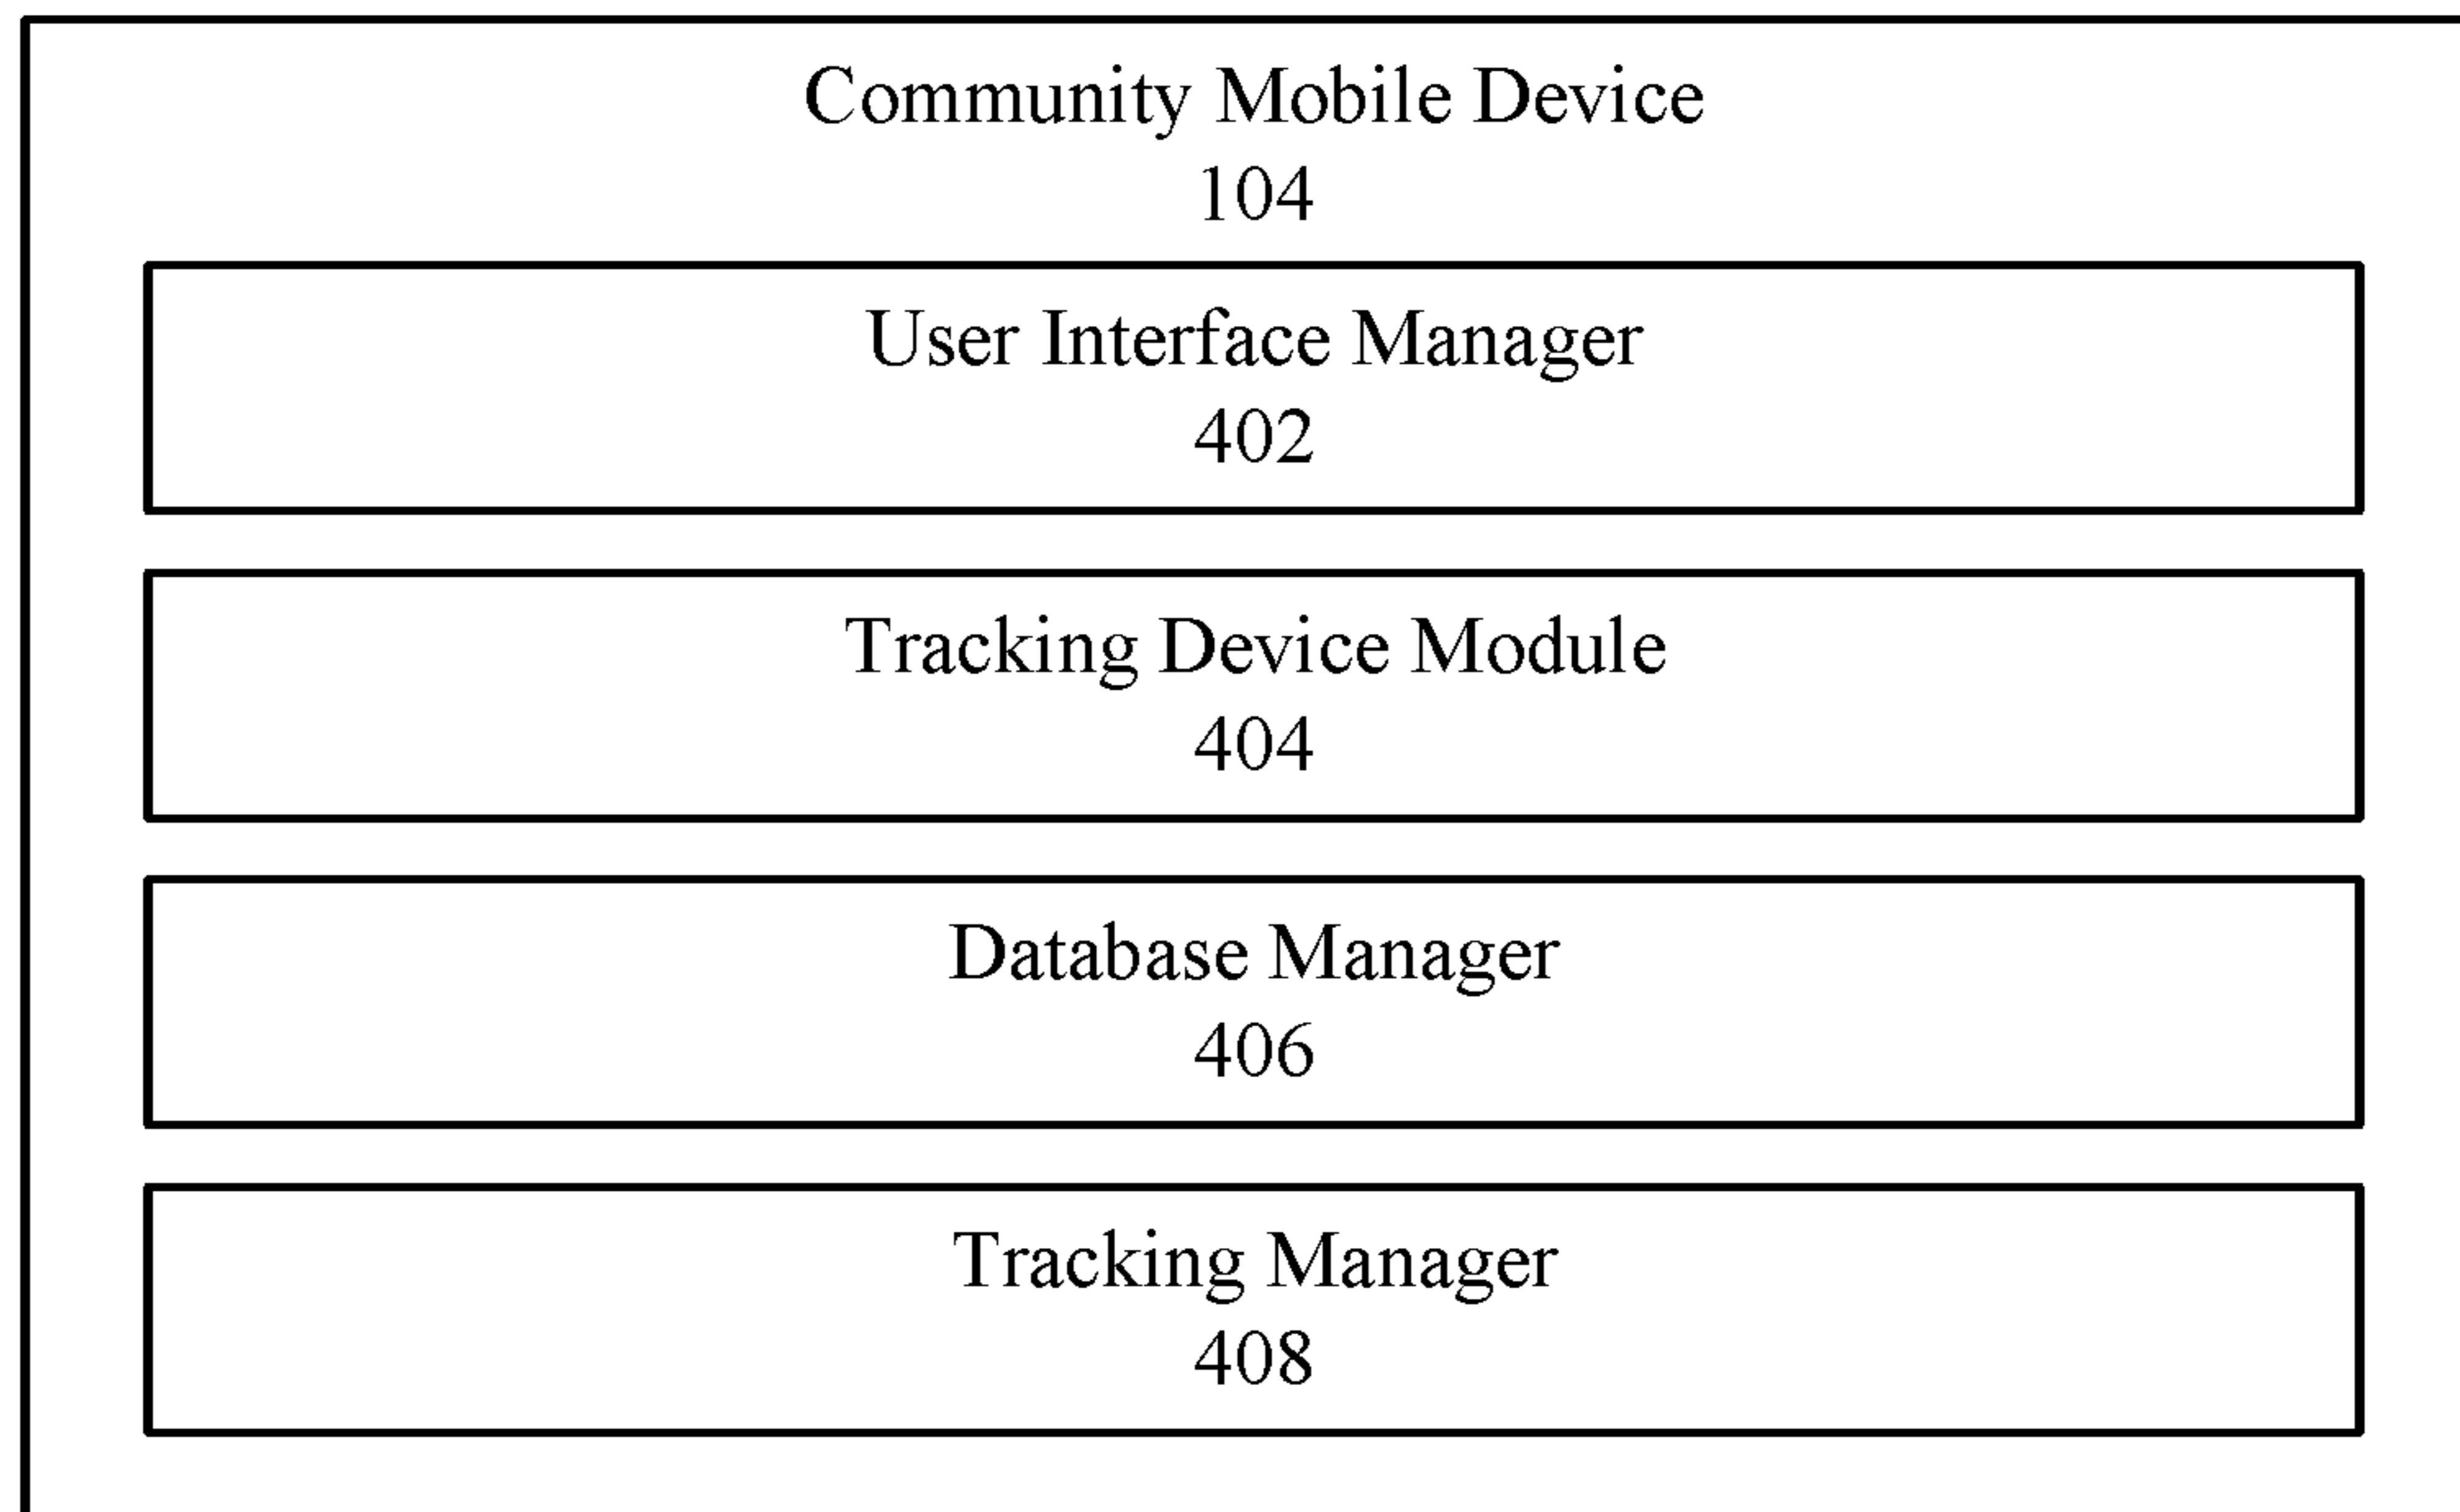 Community Mobile Device
104
User Interface Manager
402
Tracking Device Module
404
Database Manager
406
Tracking Manager
408